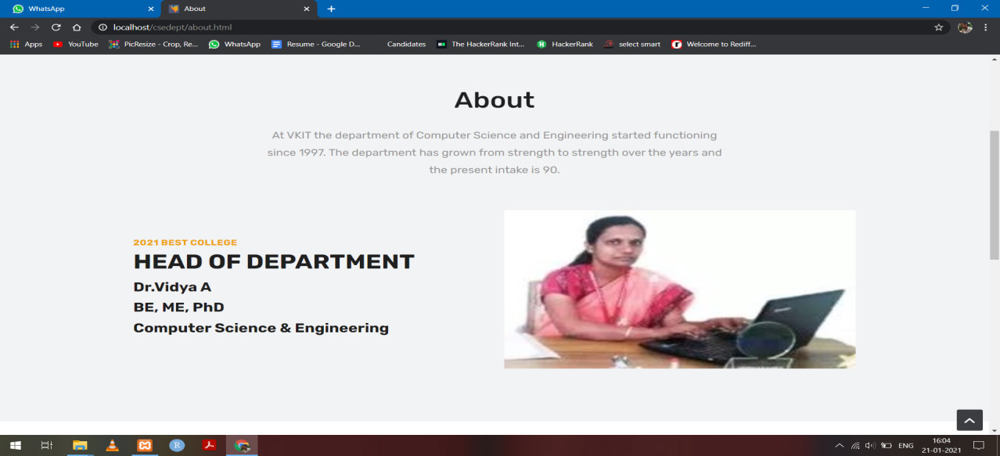 WhatsApp
About
localhost/csedept/about.html
Apps
YouTube
PicResize - Crop, Re...
WhatsApp
Resume - Google D...
Candidates
The HackerRank Int...
HackerRank
select smart
Welcome to Rediff...
About
At VKIT the department of Computer Science and Engineering started functioning
since 1997. The department has grown from strength to strength over the years and
the present intake is 90.
2021 BEST COLLEGE
HEAD OF DEPARTMENT
Dr.Vidya A
BE, ME, PhD
Computer Science & Engineering
ENG
16:04
21-01-2021